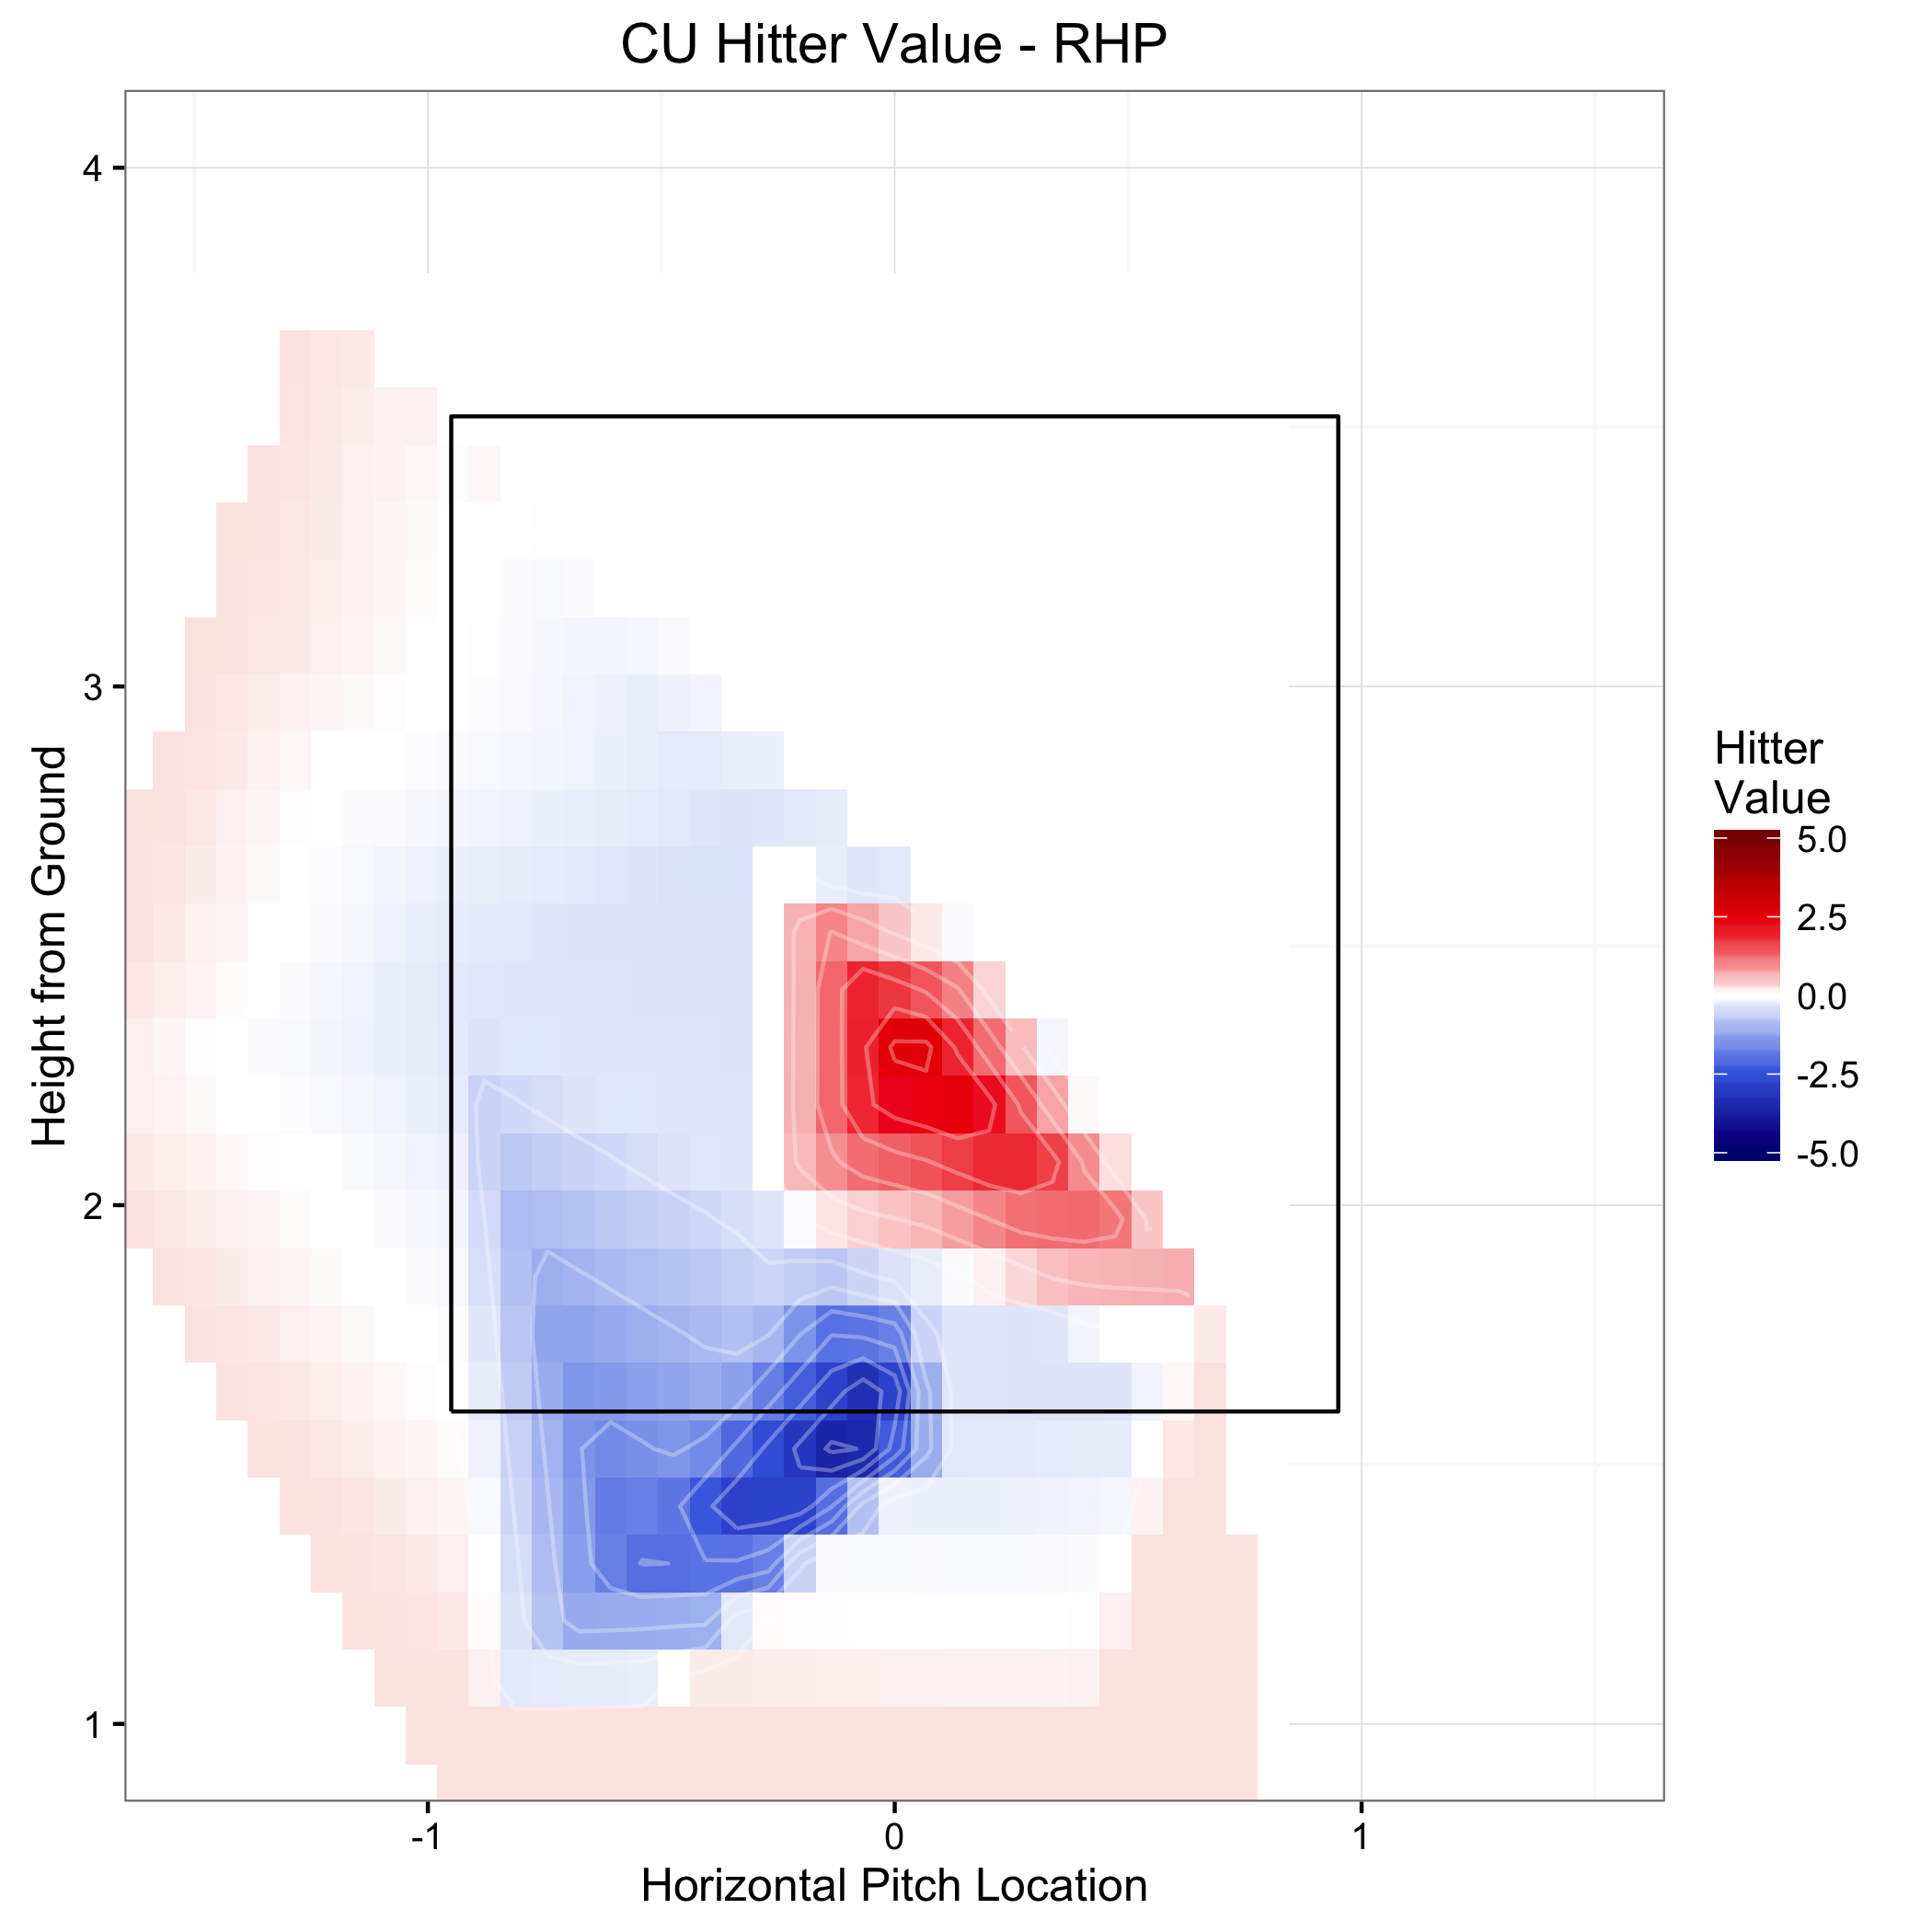 CU Hitter Value - RHP
4
3
2
1
Height from Ground
-1
0
1
Horizontal Pitch Location
Hitter
Value
5.0
2.5
0.0
-2.5
-5.0